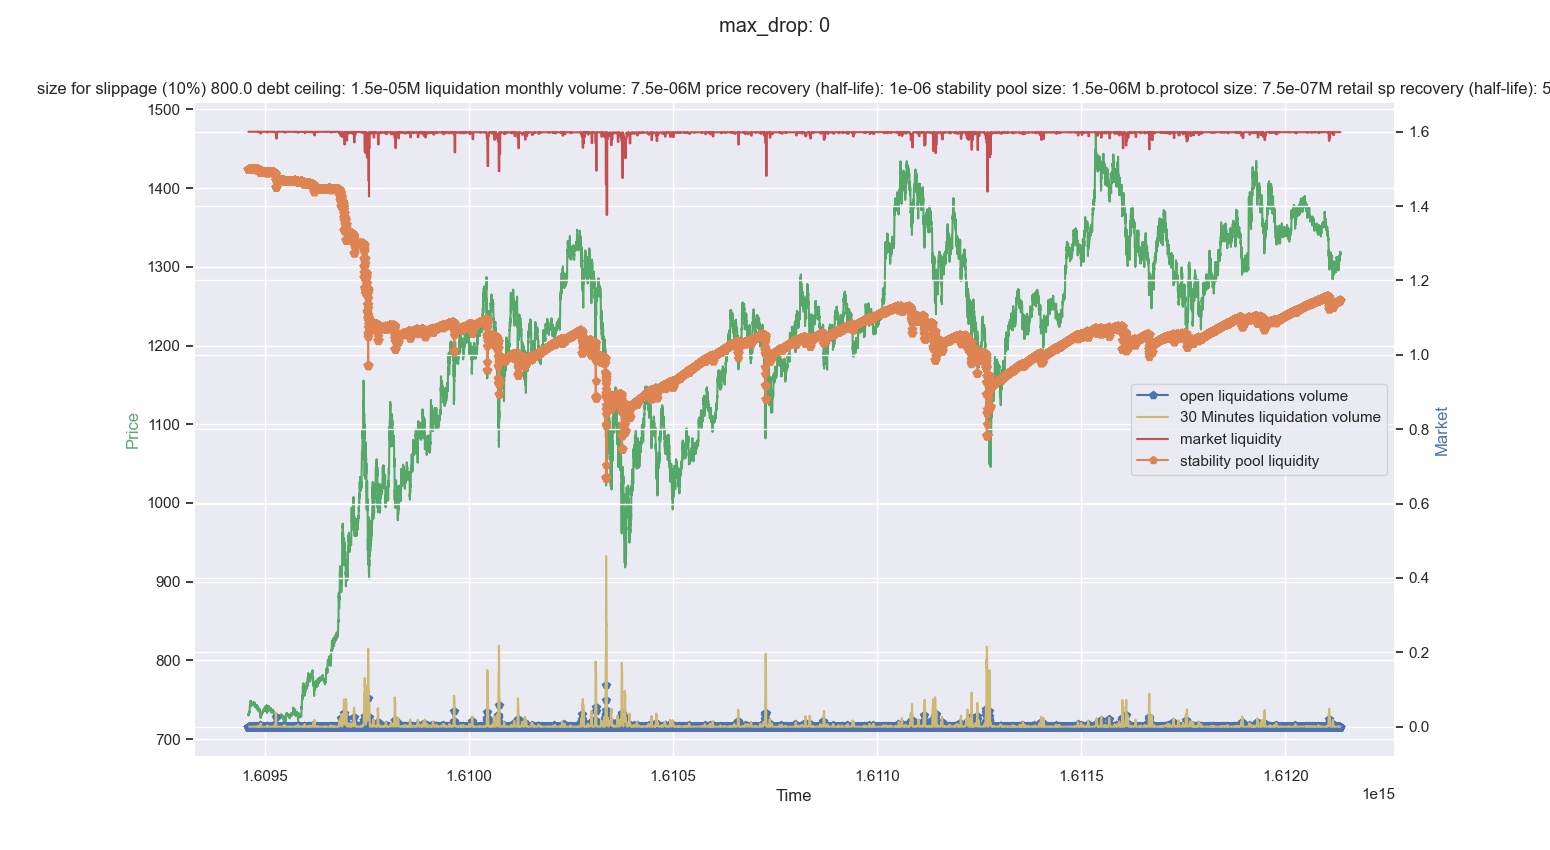 max_drop: 0
size for slippage (10%) 800.0 debt ceiling: 1.5e-05M liquidation monthly volume: 7.5e-06M price recovery (half-life): 1e-06 stability pool size: 1.5e-06M b.protocol size: 7.5e-07M retail sp recovery (half-life): 5
1500
1400
1300
1200
1100
1000
900
800
700
Price
1.6
1.4
1.2
1.0
0.8
0.6
0.4
0.2
0.0
Market
open liquidations volume
30 Minutes liquidation volume
market liquidity
stability pool liquidity
1.6095 1.6100 1.6105 1.6110 1.6115 1.6120
1e15
Time